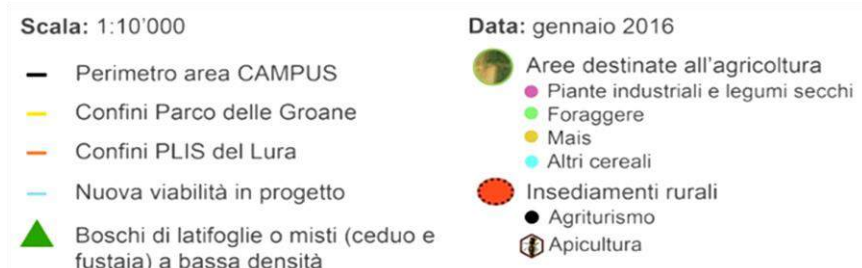 Scala: 1:10'000
Perimetro area CAMPUS
Confini Parco delle Groane
Confini PLIS del Lura
Nuova viabilità in progetto
Boschi di latifoglie o misti (ceduo e
fustaia) a bassa densità
Data: gennaio 2016
Aree destinate all'agricoltura
Piante industriali e legumi secchi
Foraggere
Mais
Altri cereali
Insediamenti rurali
Agriturismo
Apicultura